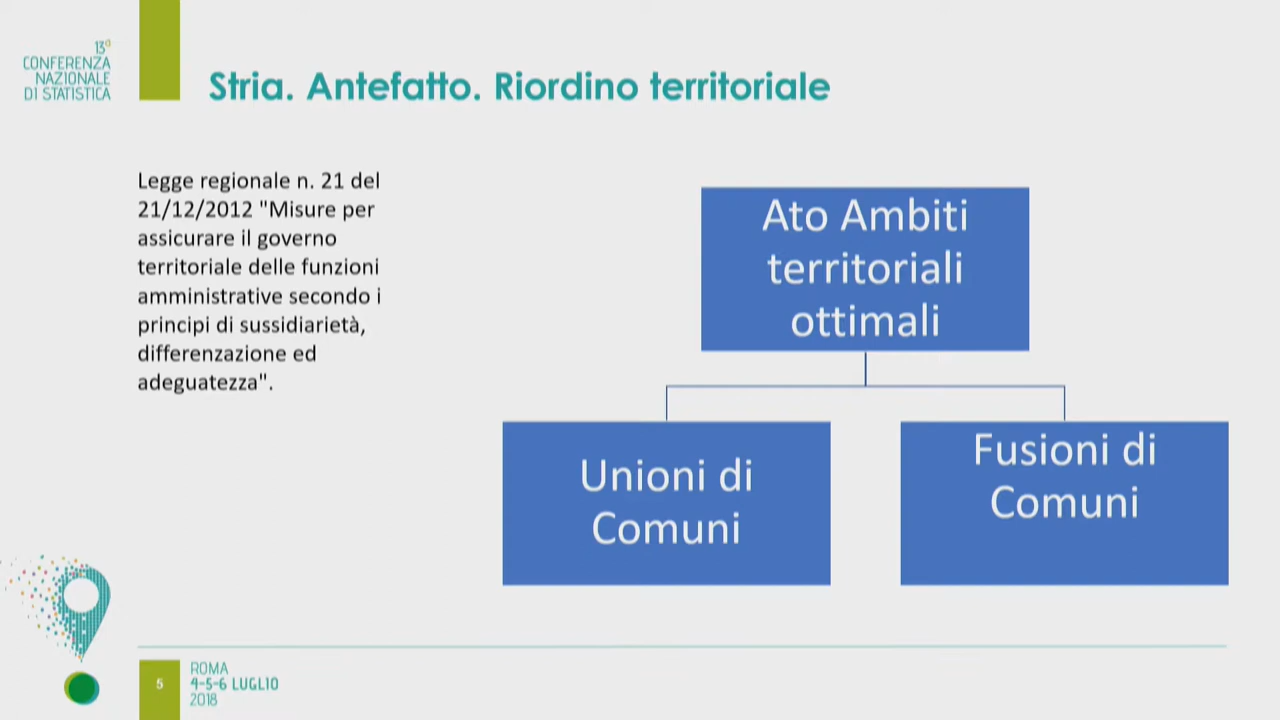 13ª
CONFERENZA
NAZIONALE
DI STATISTICA
Stria. Antefatto. Riordino territoriale
Legge regionale n. 21 del
21/12/2012 "Misure per
assicurare il governo
territoriale delle funzioni
amministrative secondo i
principi di sussidiarietà,
differenzazione ed
adeguatezza".
Ato Ambiti
territoriali
ottimali
Unioni di
Comuni
Fusioni di
Comuni
5
ROMA
4-5-6 LUGLIO
2018